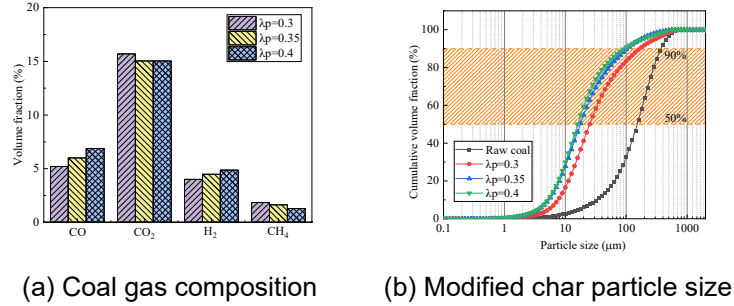 20
15
10
5
0
Volume fraction (%)
λp=0.3
λp=0.35
λp=0.4
CO
CO₂
H₂
CH₄
(a) Coal gas composition
100
80
60
40
20
0
Cumulative volume fraction (%)
90%
50%
Raw coal
λp=0.3
λp=0.35
λp=0.4
0.1
1
10
100
1000
Particle size (μm)
(b) Modified char particle size